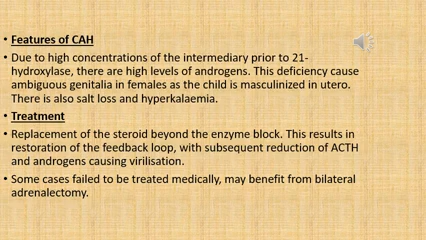 • Features of CAH
• Due to high concentrations of the intermediary prior to 21-
hydroxylase, there are high levels of androgens. This deficiency cause
ambiguous genitalia in females as the child is masculinized in utero.
There is also salt loss and hyperkalaemia.
• Treatment
• Replacement of the steroid beyond the enzyme block. This results in
restoration of the feedback loop, with subsequent reduction of ACTH
and androgens causing virilisation.
• Some cases failed to be treated medically, may benefit from bilateral
adrenalectomy.